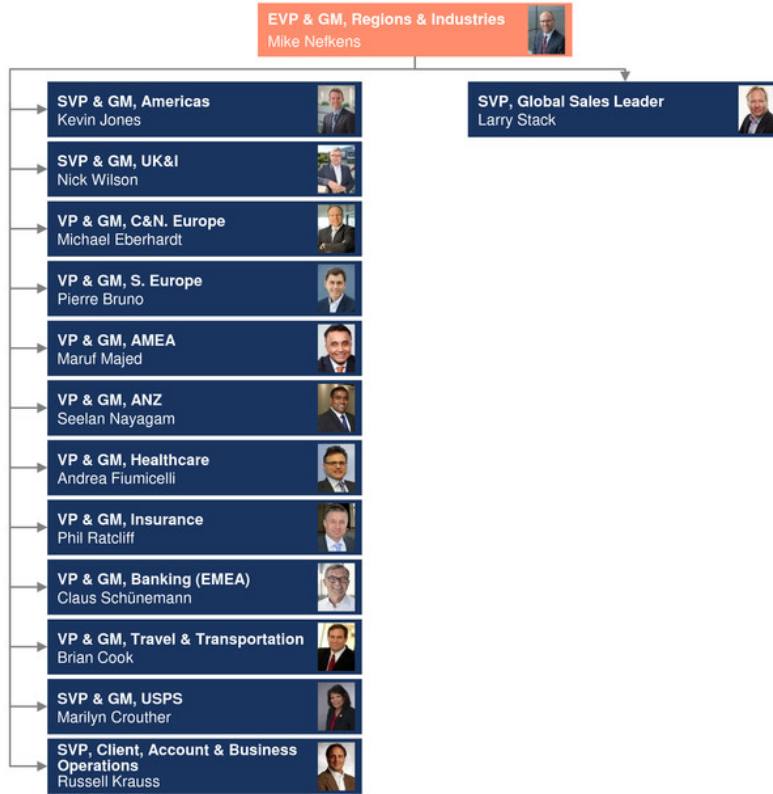 EVP & GM, Regions & Industries
Mike Nefkens
SVP & GM, Americas
Kevin Jones
SVP, Global Sales Leader
Larry Stack
SVP & GM, UK&I
Nick Wilson
VP & GM, C&N. Europe
Michael Eberhardt
VP & GM, S. Europe
Pierre Bruno
VP & GM, AMEA
Maruf Majed
VP & GM, ANZ
Seelan Nayagam
VP & GM, Healthcare
Andrea Fiumicelli
VP & GM, Insurance
Phil Ratcliff
VP & GM, Banking (EMEA)
Claus Schünemann
VP & GM, Travel & Transportation
Brian Cook
SVP & GM, USPS
Marilyn Crouther
SVP, Client, Account & Business
Operations
Russell Krauss